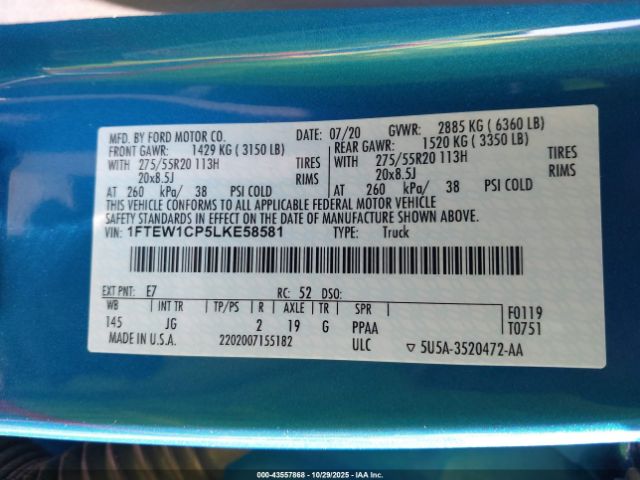 MFD. BY FORD MOTOR CO. DATE: 07/20 GVWR: 2885 KG ( 6360 LB)
FRONT GAWR: 1429 KG ( 3150 LB) REAR GAWR: 1520 KG ( 3350 LB)
WITH 275/55R20 113H TIRES WITH 275/55R20 113H TIRES
20x8.5J RIMS 20x8.5J RIMS
AT 260 kPa/ 38 PSI COLD AT 260 kPa/ 38 PSI COLD
THIS VEHICLE CONFORMS TO ALL APPLICABLE FEDERAL MOTOR VEHICLE
SAFETY STANDARDS IN EFFECT ON THE DATE OF MANUFACTURE SHOWN ABOVE.
VIN: 1FTEW1CP5LKE58581 TYPE: Truck
EXT PNT: E7 RC: 52 DSO:
WB INT TR TP/PS R AXLE TR SPR F0119
145 JG 2 19 G PPAA T0751
MADE IN U.S.A. 2202007155182 ULC ▽ 5U5A-3520472-AA
000-43557868 | 10/29/2025 | Copart IAA Inc.